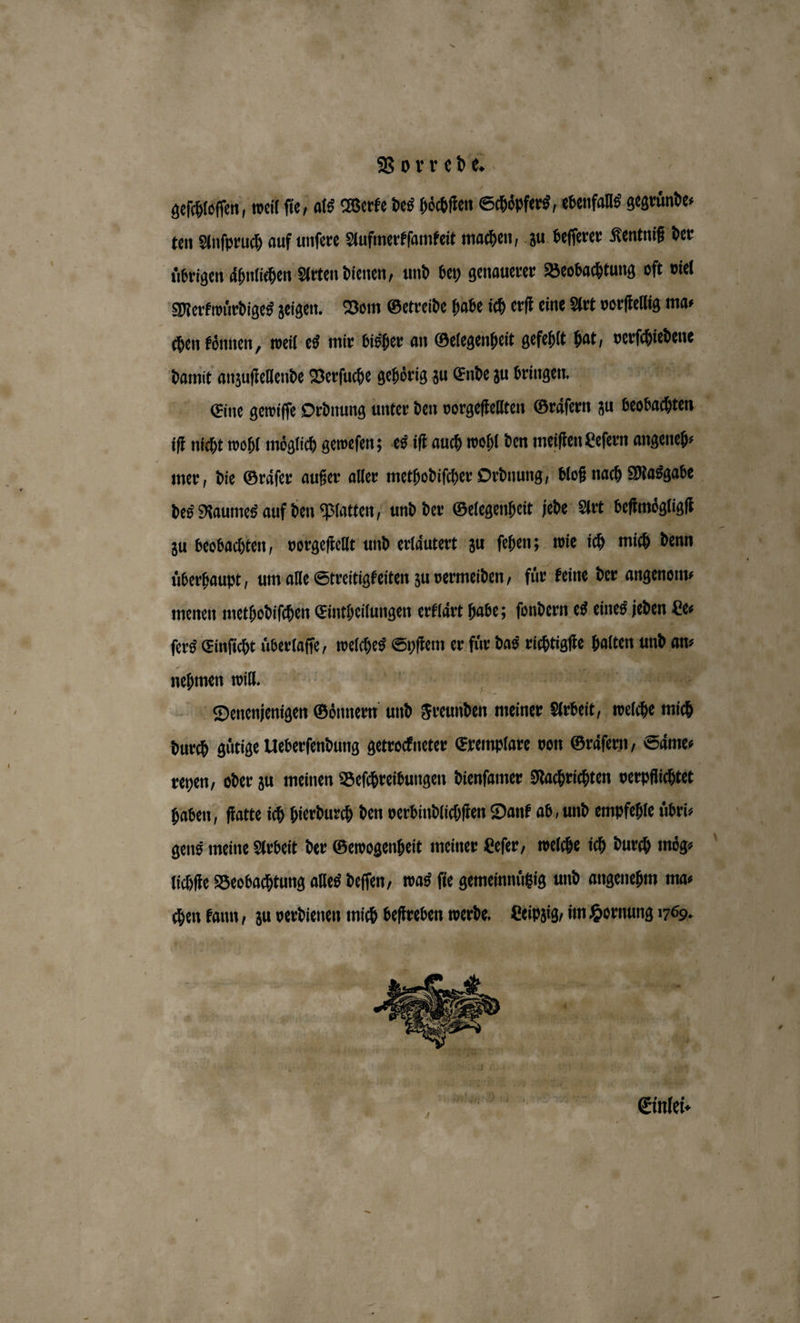 Vorrede.
geschlossen, weil sie, als Werke des höchsten Schöpfers, ebenfalls gegründe-
ten Anspruch auf unsere Aufmerksamkeit machen, zu besserer Kentniß der
übrigen ähnlichen Arten dienen, und bey genauerer Beobachtung oft viel
Merkwürdiges zeigen. Vom Getreide habe ich erst eine Art vorstellig ma-
chen können, weil es mir bisher an Gelegenheit gefehlt hat, verschiedene
damit anzustellende Versuche gehörig zu Ende zu bringen.
Eine gewisse Ordnung unter den vorgestellten Gräsern zu beobachten
ist nicht wohl möglich gewesen; es ist auch wohl den meisten Lesern angeneh-
mer, die Gräser außer aller methodischer Ordnung, bloß nach Masgabe
des Raumes auf den Platten, und der Gelegenheit jede Art bestmögligst
zu beobachten, vorgestellt und erläutert zu sehen; wie ich mich denn
überhaupt, um alle Streitigkeiten zu vermeiden, für keine der angenom-
menen methodischen Eintheilungen erklärt habe; sondern es eines jeden Le-
sers Einsicht überlasse, welches System er für das richtigste halten und an-
nehmen will.
Denenjenigen Gönnern und Freunden meiner Arbeit, welche mich
durch gütige Uebersendung getrockneter Exemplare von Gräsern, Säme-
reyen, oder zu meinen Beschreibungen diensamer Nachrichten verpflichtet
haben, statte ich hierdurch den verbindlichsten Dank ab, und empfehle übri-
gens meine Arbeit der Gewogenheit meiner Leser, welche ich durch mög-
lichste Beobachtung alles dessen, was sie gemeinnützig und angenehm ma-
chen kann, zu verdienen mich bestreben werde. Leipzig, im Hornung 1769.
Einlei-